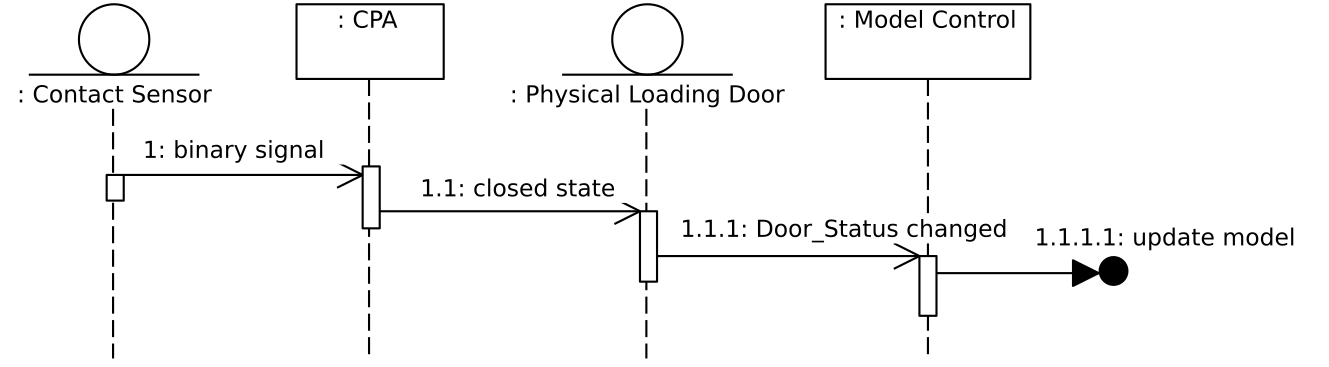 : Contact Sensor
: CPA
: Physical Loading Door
: Model Control
1: binary signal
1.1: closed state
1.1.1: Door_Status changed
1.1.1.1: update model